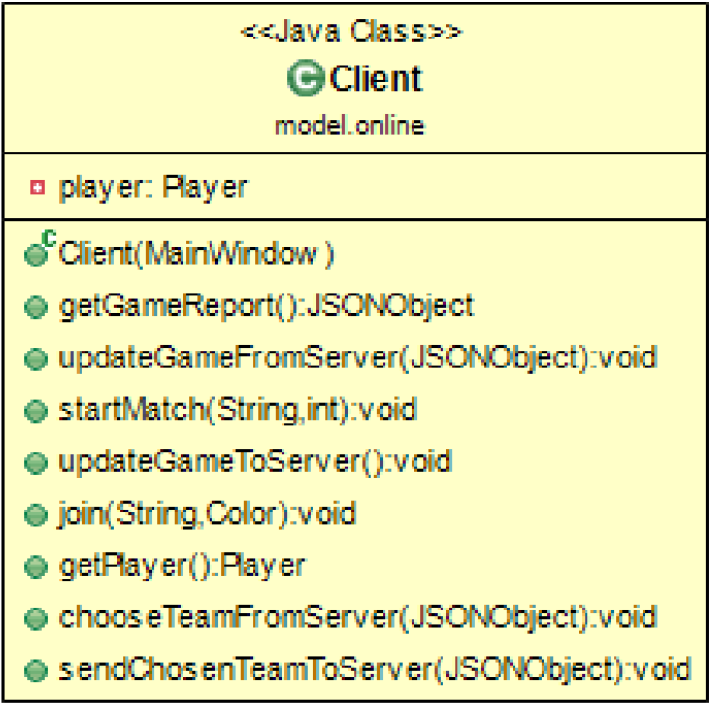 <<Java Class>>
C Client
model.online
player: Player
C Client(MainWindow )
getGameReport():JSONObject
updateGameFromServer(JSONObject):void
startMatch(String,int):void
updateGameToServer():void
join(String,Color):void
getPlayer():Player
chooseTeamFromServer(JSONObject):void
sendChosenTeamToServer(JSONObject):void